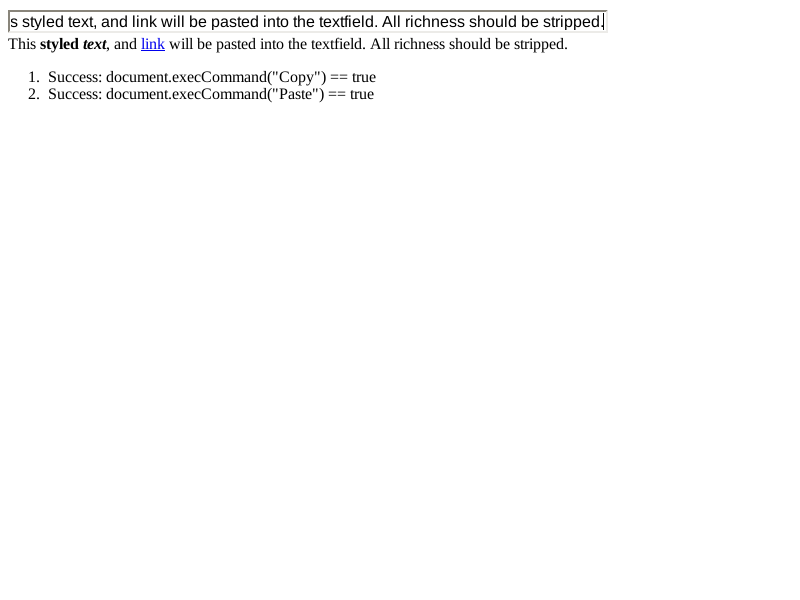 s styled text, and link will be pasted into the textfield. All richness should be stripped.
This styled text, and link will be pasted into the textfield. All richness should be stripped.
1. Success: document.execCommand("Copy") == true
2. Success: document.execCommand("Paste") == true